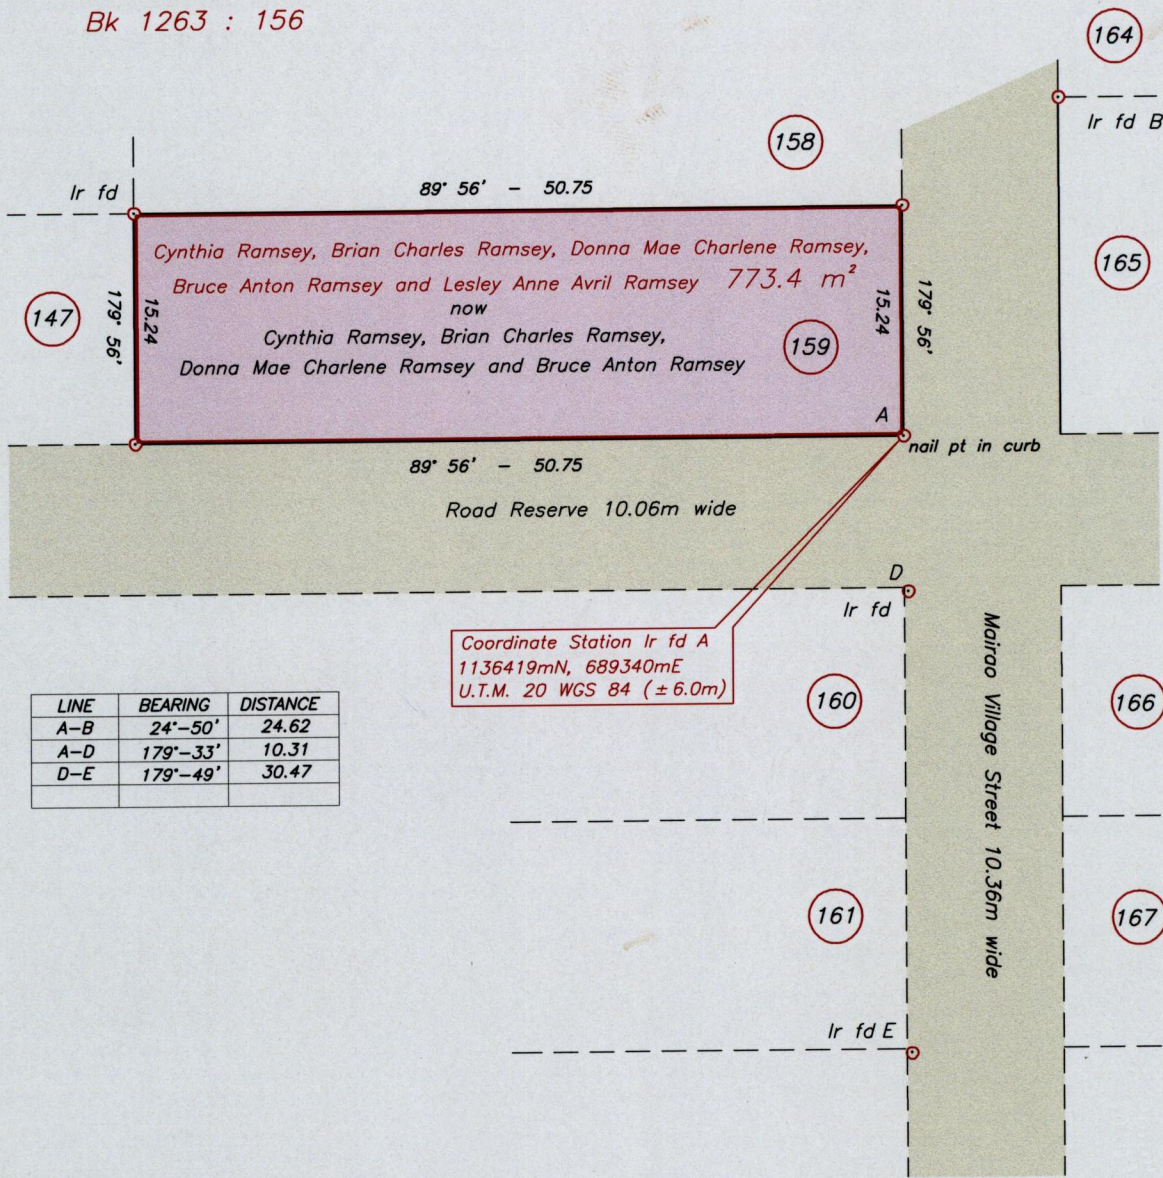 Bk 1263 : 156
164
Ir fd B
158
Ir fd
89° 56' - 50.75
Cynthia Ramsey, Brian Charles Ramsey, Donna Mae Charlene Ramsey,
Bruce Anton Ramsey and Lesley Anne Avril Ramsey 773.4 m²
now
Cynthia Ramsey, Brian Charles Ramsey,
Donna Mae Charlene Ramsey and Bruce Anton Ramsey
147
179° 56'
15.24
159
15.24
179° 56'
165
A
nail pt in curb
89° 56' - 50.75
Road Reserve 10.06m wide
D
Ir fd
Coordinate Station Ir fd A
1136419mN, 689340mE
U.T.M. 20 WGS 84 (±6.0m)
LINE BEARING DISTANCE
A-B 24°-50' 24.62
A-D 179°-33' 10.31
D-E 179°-49' 30.47
160
Mairao Village Street 10.36m wide
166
161
167
Ir fd E